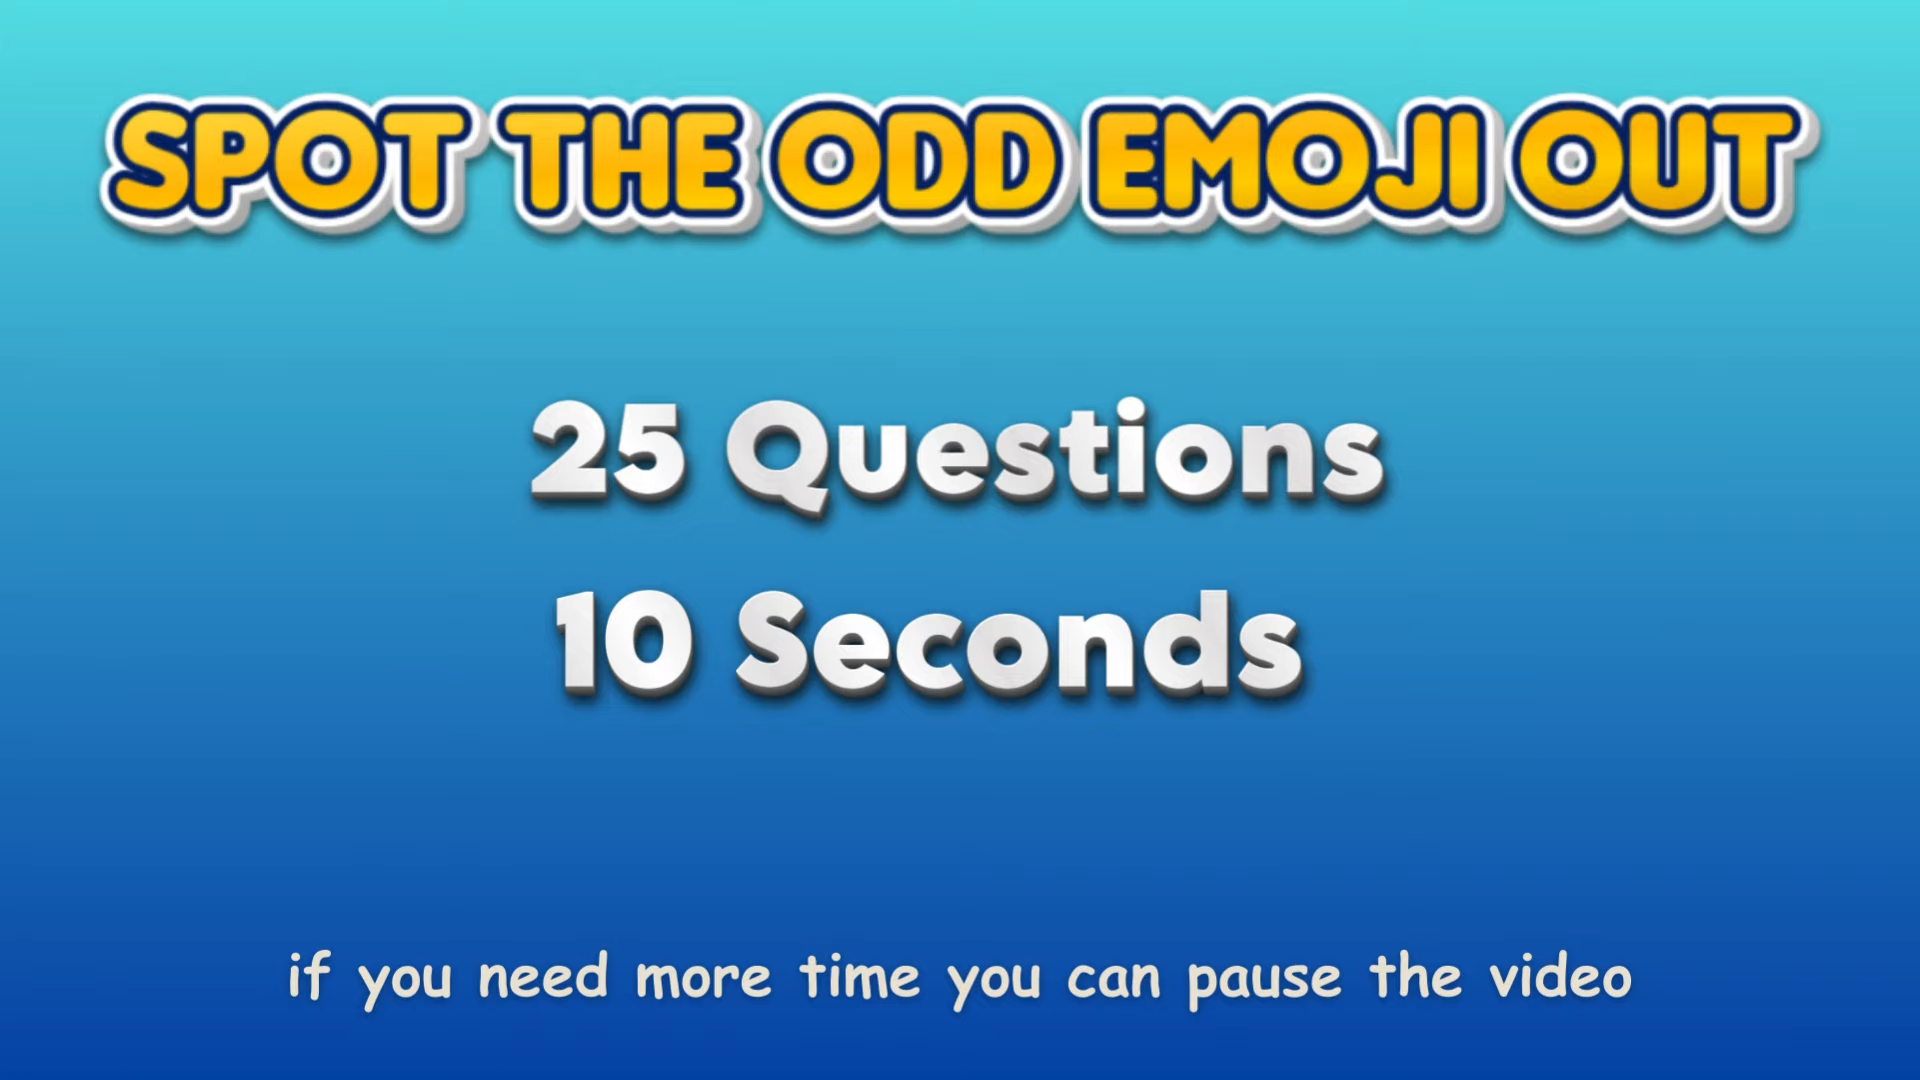 SPOT THE ODD EMOJI OUT
25 Questions
10 Seconds
if you need more time you can pause the video